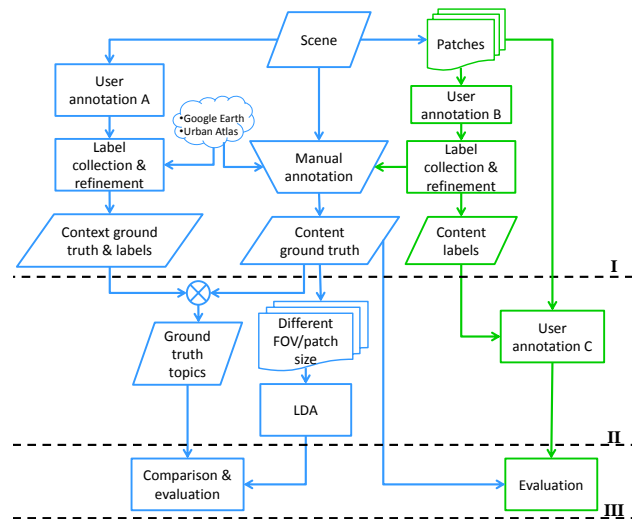 Scene
Patches
User
annotation A
•Google Earth
•Urban Atlas
User
annotation B
Label
collection &
refinement
Manual
annotation
Label
collection &
refinement
Context ground
truth & labels
Content
ground truth
Content
labels
I
Ground
truth
topics
Different
FOV/patch
size
User
annotation C
LDA
II
Comparison &
evaluation
Evaluation
III